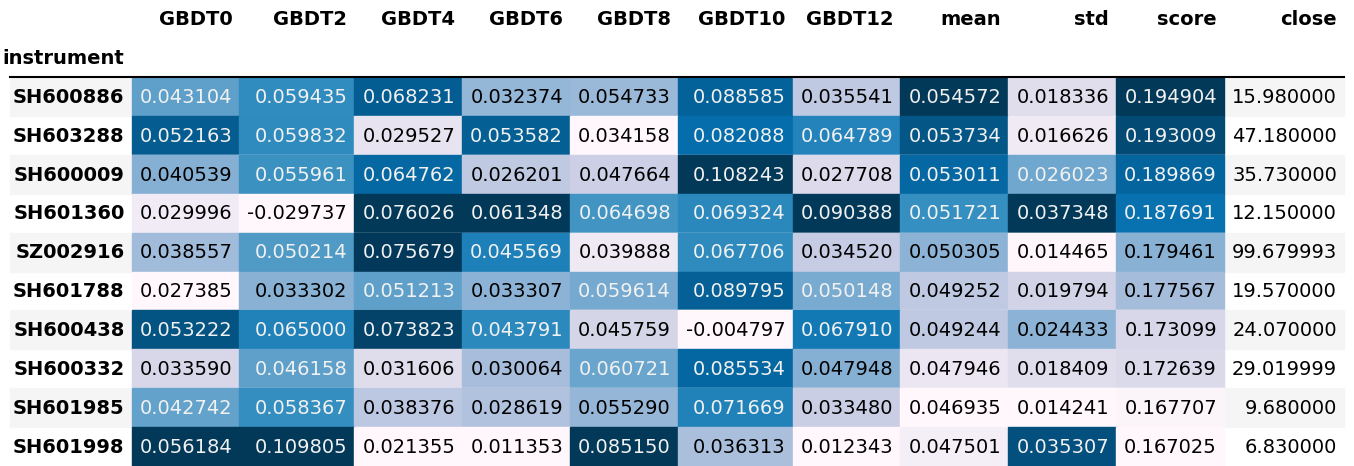 GBDT0 GBDT2 GBDT4 GBDT6 GBDT8 GBDT10 GBDT12 mean std score close
instrument
SH600886 0.043104 0.059435 0.068231 0.032374 0.054733 0.088585 0.035541 0.054572 0.018336 0.194904 15.980000
SH603288 0.052163 0.059832 0.029527 0.053582 0.034158 0.082088 0.064789 0.053734 0.016626 0.193009 47.180000
SH600009 0.040539 0.055961 0.064762 0.026201 0.047664 0.108243 0.027708 0.053011 0.026023 0.189869 35.730000
SH601360 0.029996 -0.029737 0.076026 0.061348 0.064698 0.069324 0.090388 0.051721 0.037348 0.187691 12.150000
SZ002916 0.038557 0.050214 0.075679 0.045569 0.039888 0.067706 0.034520 0.050305 0.014465 0.179461 99.679993
SH601788 0.027385 0.033302 0.051213 0.033307 0.059614 0.089795 0.050148 0.049252 0.019794 0.177567 19.570000
SH600438 0.053222 0.065000 0.073823 0.043791 0.045759 -0.004797 0.067910 0.049244 0.024433 0.173099 24.070000
SH600332 0.033590 0.046158 0.031606 0.030064 0.060721 0.085534 0.047948 0.047946 0.018409 0.172639 29.019999
SH601985 0.042742 0.058367 0.038376 0.028619 0.055290 0.071669 0.033480 0.046935 0.014241 0.167707 9.680000
SH601998 0.056184 0.109805 0.021355 0.011353 0.085150 0.036313 0.012343 0.047501 0.035307 0.167025 6.830000